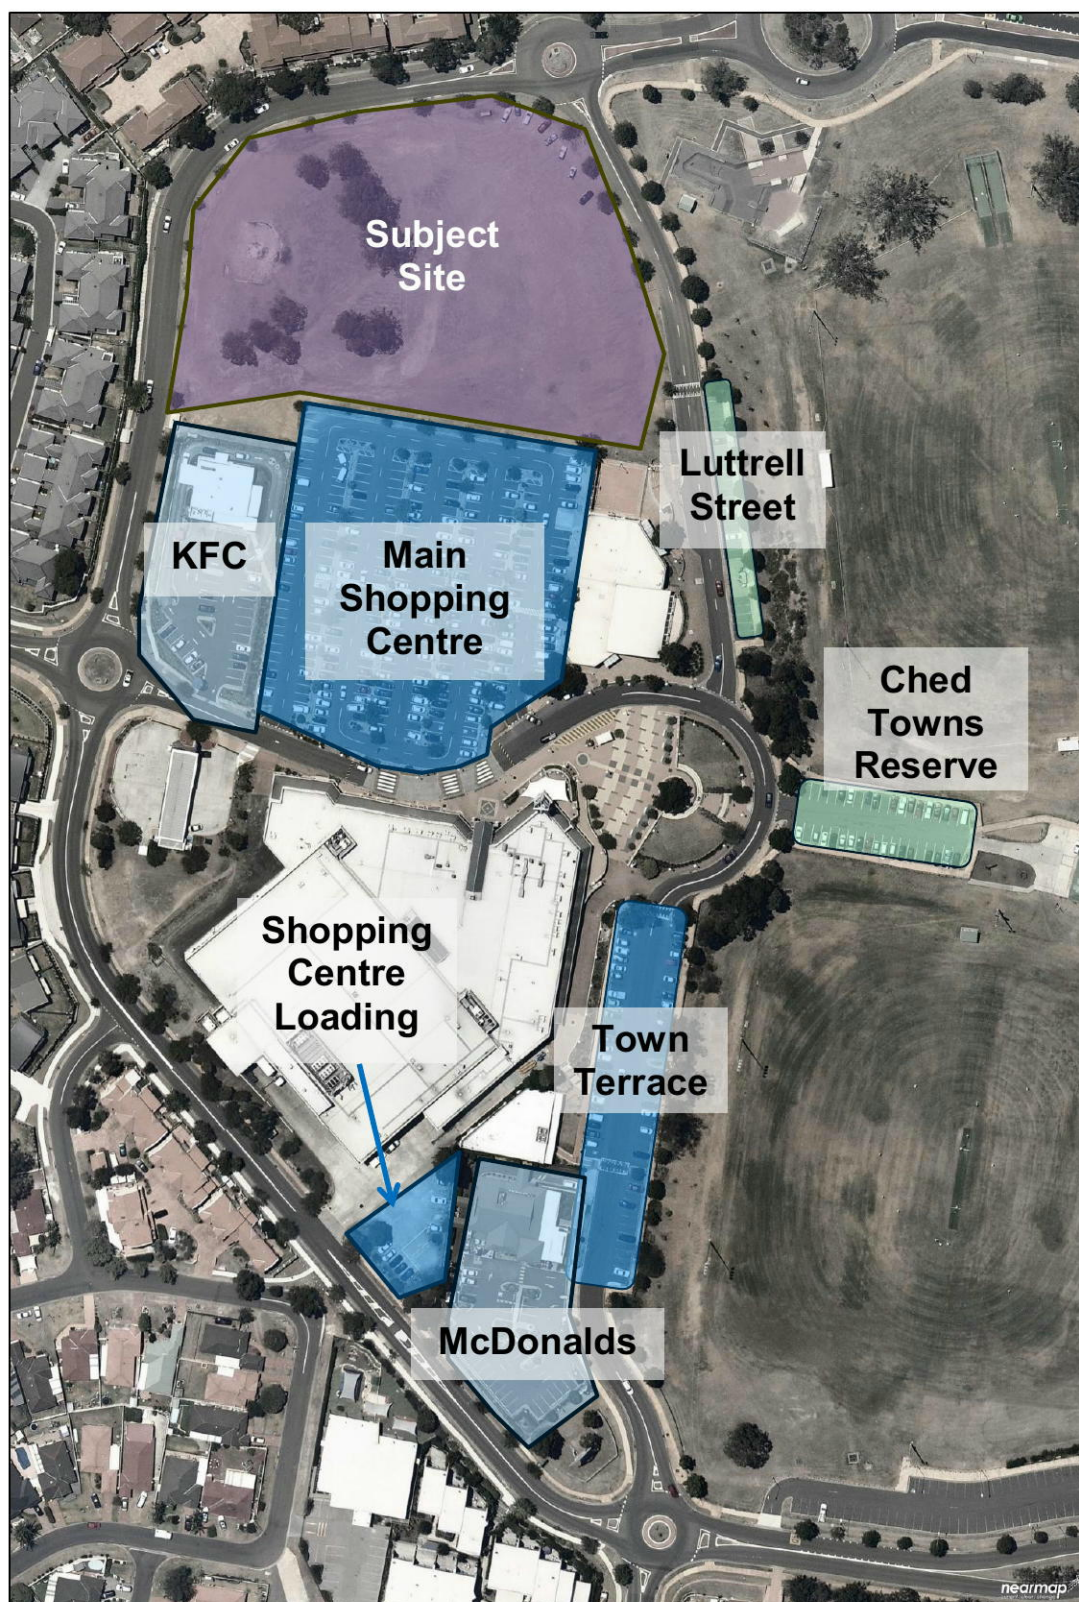 Subject
Site
Luttrell
Street
KFC
Main
Shopping
Centre
Ched
Towns
Reserve
Shopping
Centre
Loading
Town
Terrace
McDonalds
nearmap